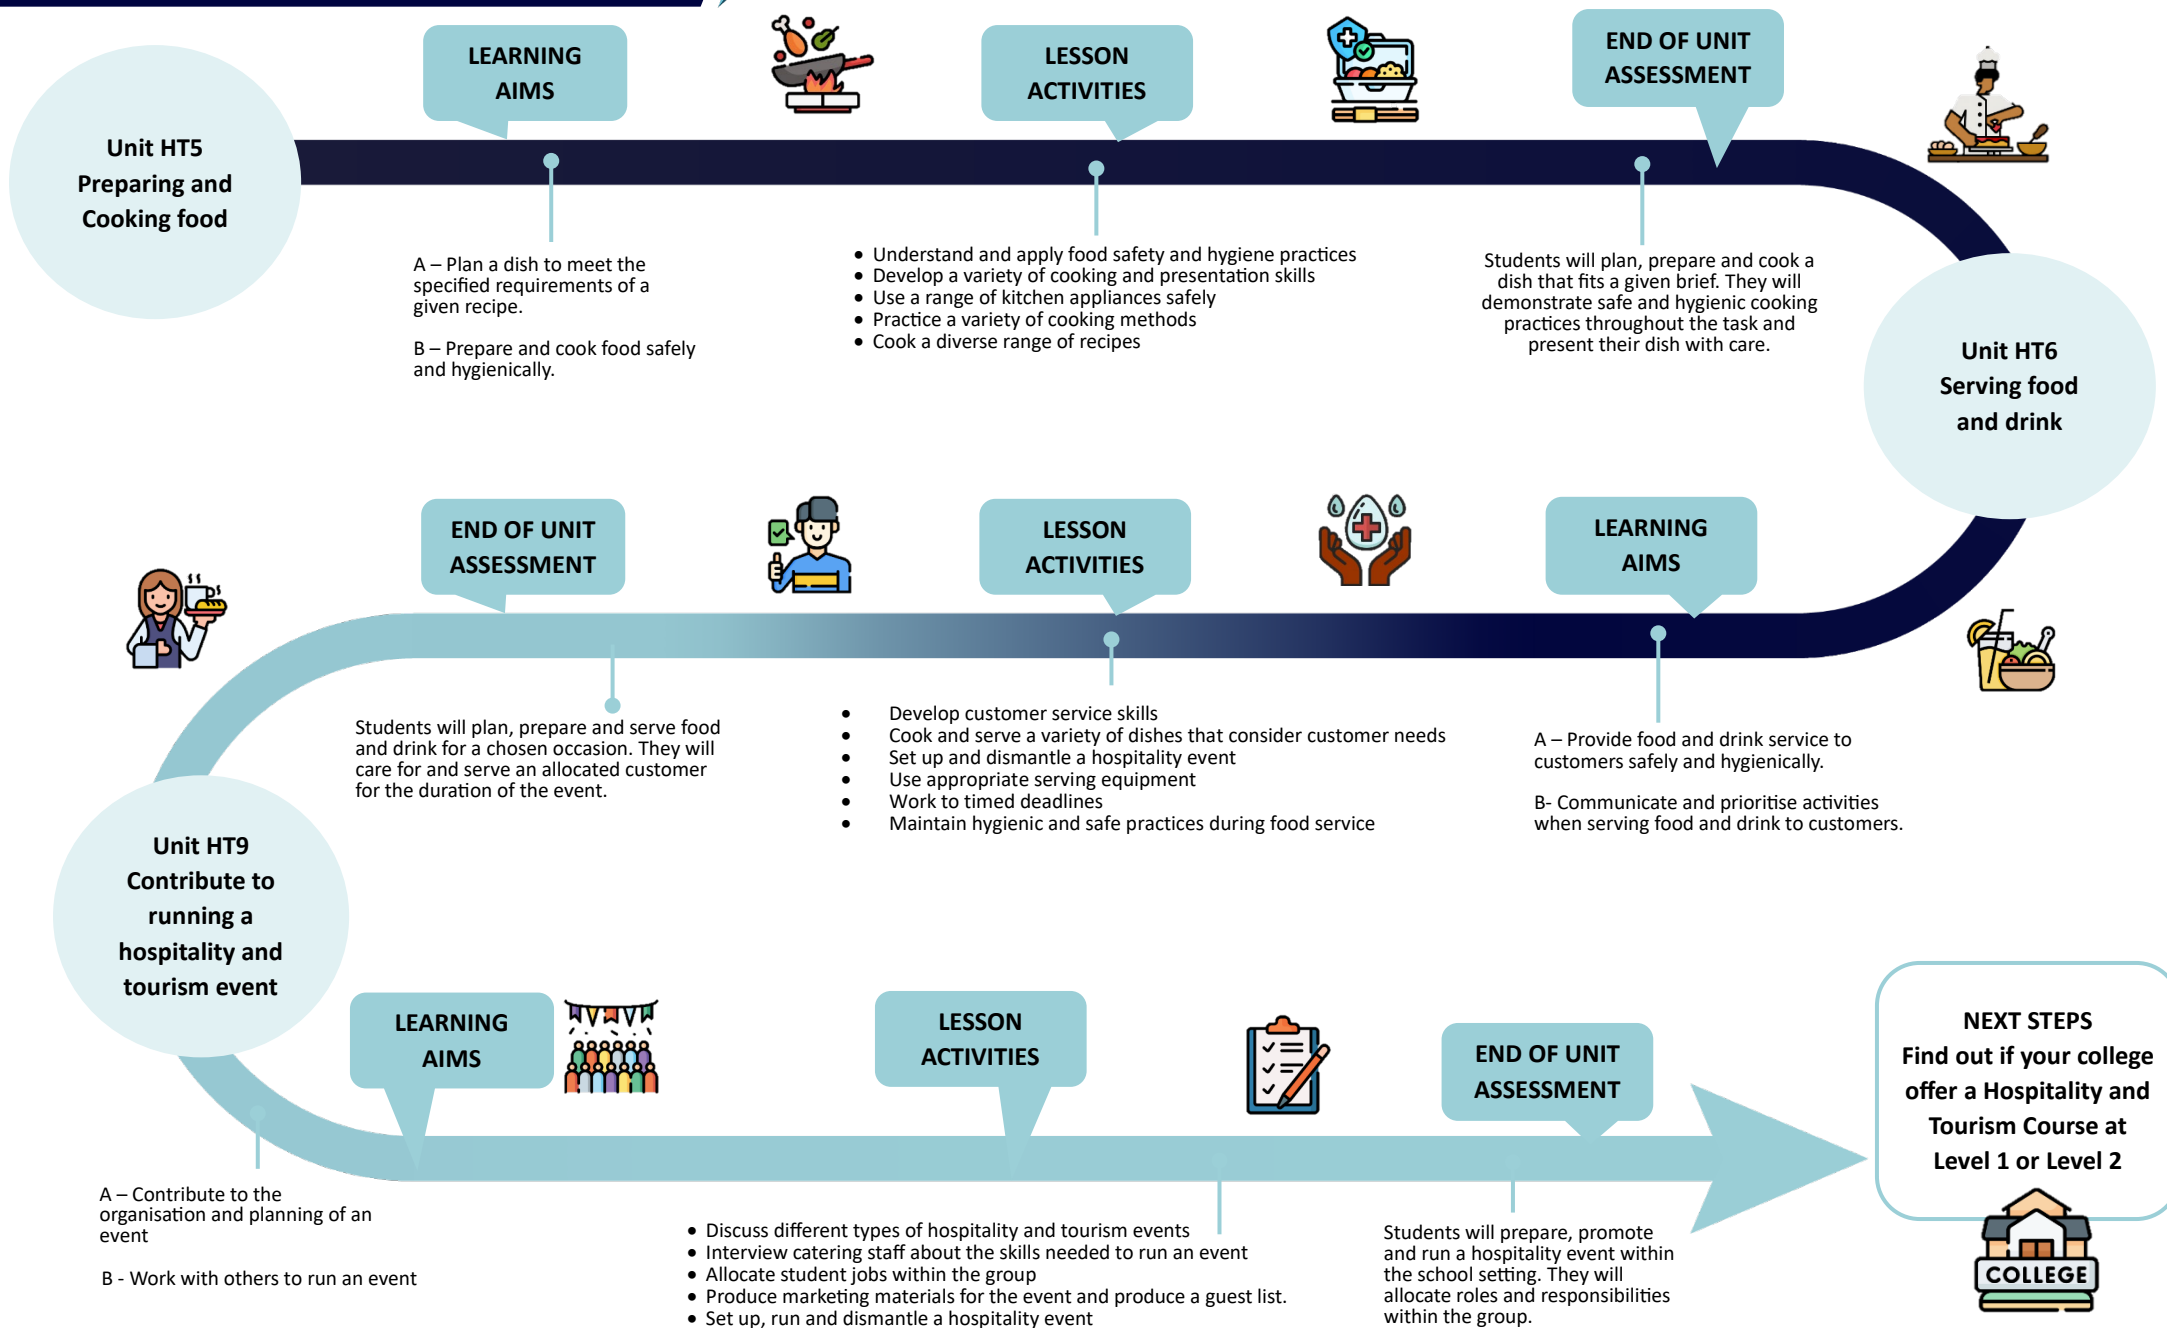 Unit HT5
Preparing and
Cooking food
LEARNING
AIMS
A – Plan a dish to meet the
specified requirements of a
given recipe.
B – Prepare and cook food safely
and hygienically.
LESSON
ACTIVITIES
• Understand and apply food safety and hygiene practices
• Develop a variety of cooking and presentation skills
• Use a range of kitchen appliances safely
• Practice a variety of cooking methods
• Cook a diverse range of recipes
END OF UNIT
ASSESSMENT
Students will plan, prepare and cook a
dish that fits a given brief. They will
demonstrate safe and hygienic cooking
practices throughout the task and
present their dish with care.
Unit HT6
Serving food
and drink
LEARNING
AIMS
A – Provide food and drink service to
customers safely and hygienically.
B- Communicate and prioritise activities
when serving food and drink to customers.
LESSON
ACTIVITIES
• Develop customer service skills
• Cook and serve a variety of dishes that consider customer needs
• Set up and dismantle a hospitality event
• Use appropriate serving equipment
• Work to timed deadlines
• Maintain hygienic and safe practices during food service
END OF UNIT
ASSESSMENT
Students will plan, prepare and serve food
and drink for a chosen occasion. They will
care for and serve an allocated customer
for the duration of the event.
Unit HT9
Contribute to
running a
hospitality and
tourism event
LEARNING
AIMS
A – Contribute to the
organisation and planning of an
event
B - Work with others to run an event
LESSON
ACTIVITIES
• Discuss different types of hospitality and tourism events
• Interview catering staff about the skills needed to run an event
• Allocate student jobs within the group
• Produce marketing materials for the event and produce a guest list.
• Set up, run and dismantle a hospitality event
END OF UNIT
ASSESSMENT
Students will prepare, promote
and run a hospitality event within
the school setting. They will
allocate roles and responsibilities
within the group.
NEXT STEPS
Find out if your college
offer a Hospitality and
Tourism Course at
Level 1 or Level 2
COLLEGE